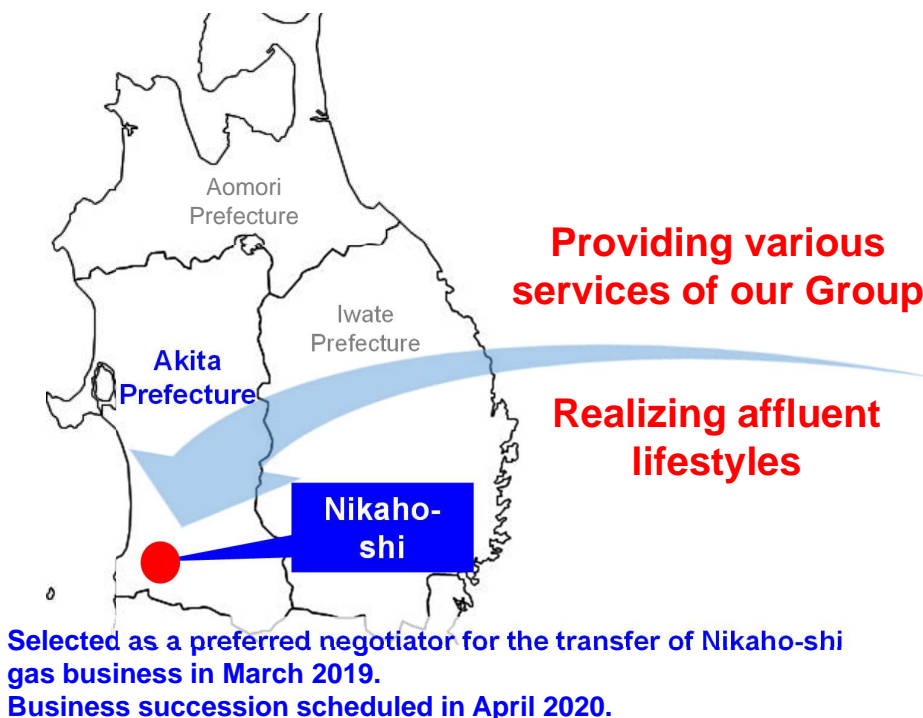 Aomori
Prefecture
Providing various
services of our Group
Iwate
Prefecture
Akita
Prefecture
Realizing affluent
lifestyles
Nikaho-
shi
Selected as a preferred negotiator for the transfer of Nikaho-shi
gas business in March 2019.
Business succession scheduled in April 2020.